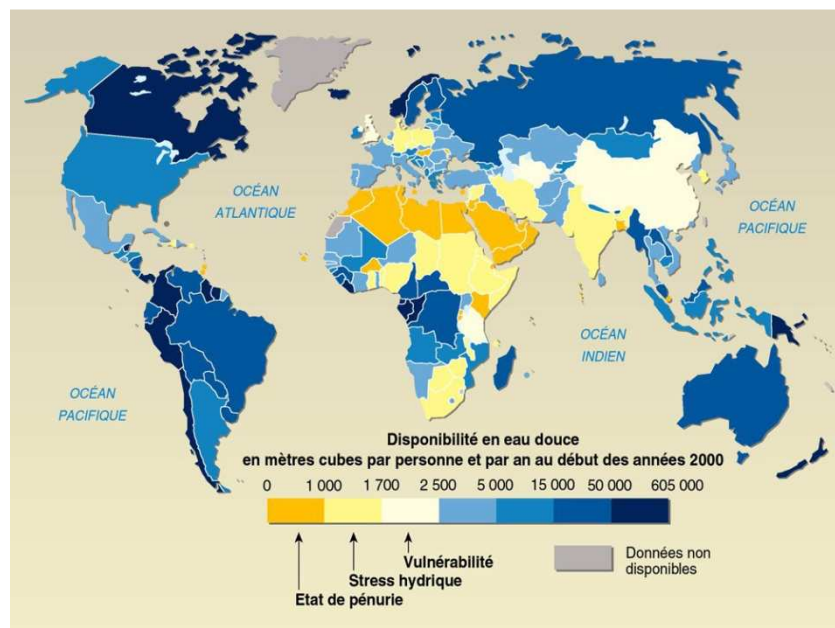 OCÉAN
ATLANTIQUE
OCÉAN
PACIFIQUE
OCÉAN
INDIEN
OCÉAN
PACIFIQUE
Disponibilité en eau douce
en mètres cubes par personne et par an au début des années 2000
0 1 000 1 700 2 500 5 000 15 000 50 000 605 000
Vulnérabilité
Stress hydrique
Etat de pénurie
Données non
disponibles